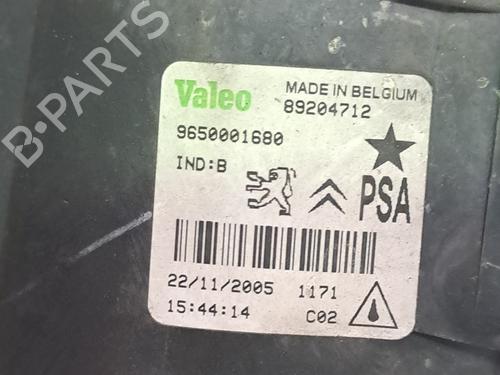 B-PARTS
Valeo
MADE IN BELGIUM
89204712
9650001680
IND:B
PSA
22/11/2005 1171
15:44:14 C02